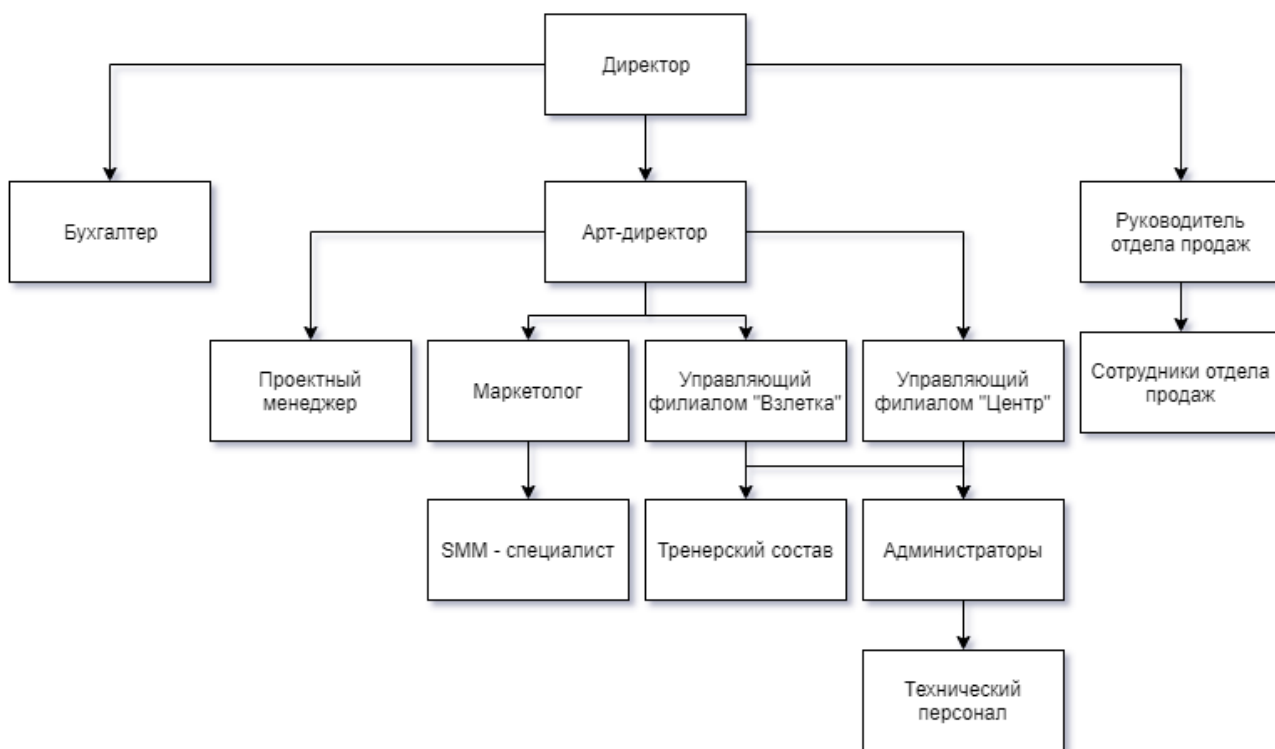 Директор
Бухгалтер
Арт-директор
Руководитель
отдела продаж
Проектный
менеджер
Маркетолог
Управляющий
филиалом "Взлетка"
Управляющий
филиалом "Центр"
Сотрудники отдела
продаж
SMM - специалист
Тренерский состав
Администраторы
Технический
персонал